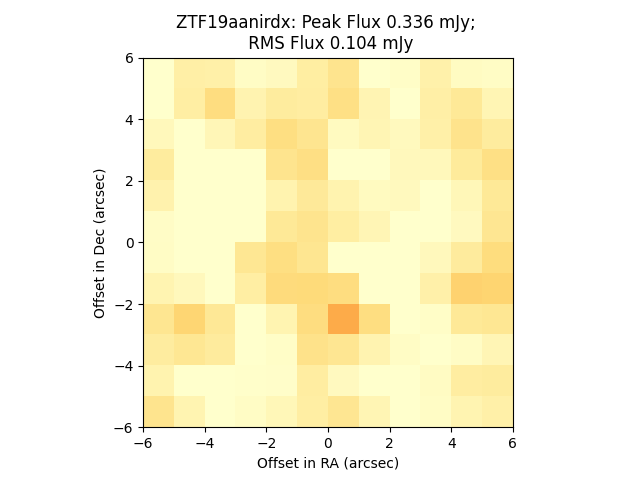 ZTF19aanirdx: Peak Flux 0.336 mJy;
RMS Flux 0.104 mJy
6
4
2
0
−2
−4
−6
Offset in Dec (arcsec)
−6 −4 −2 0 2 4 6
Offset in RA (arcsec)